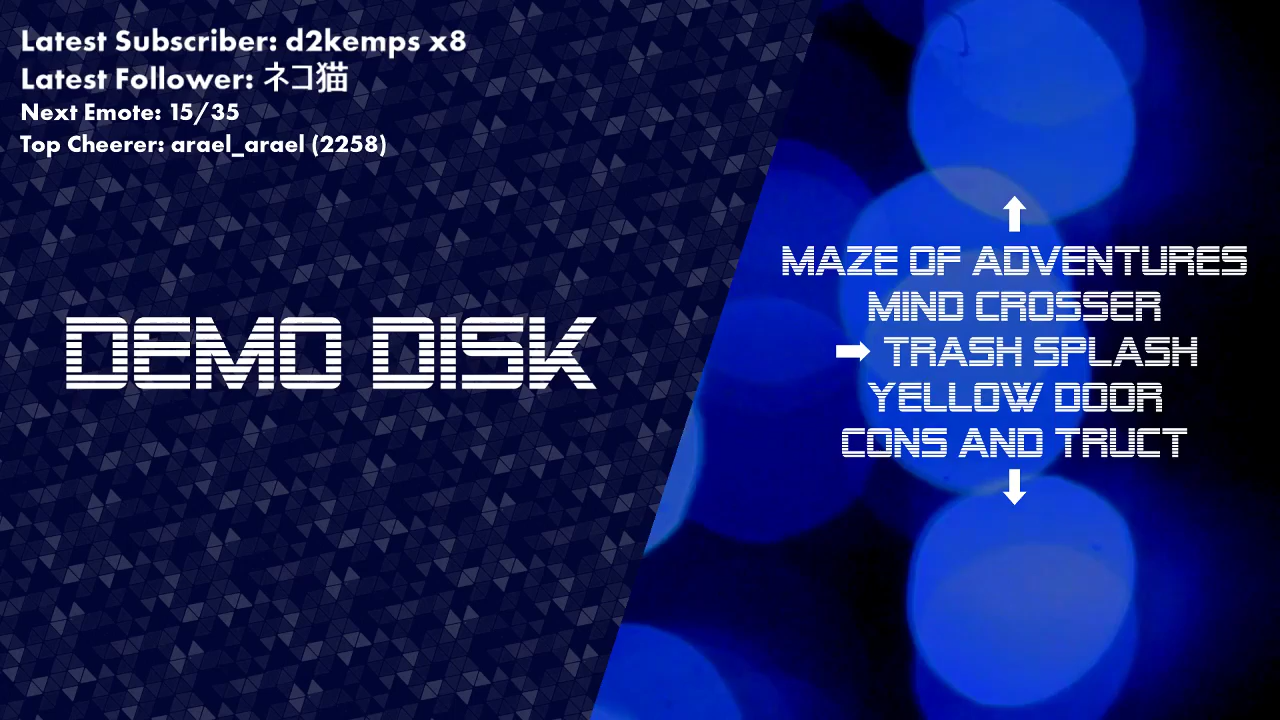 Latest Subscriber: d2kemps x8
Latest Follower: ネコ猫
Next Emote: 15/35
Top Cheerer: arael_arael (2258)
DEMO DISK
MAZE OF ADVENTURES
MIND CROSSER
TRASH SPLASH
YELLOW DOOR
CONS AND TRUCT